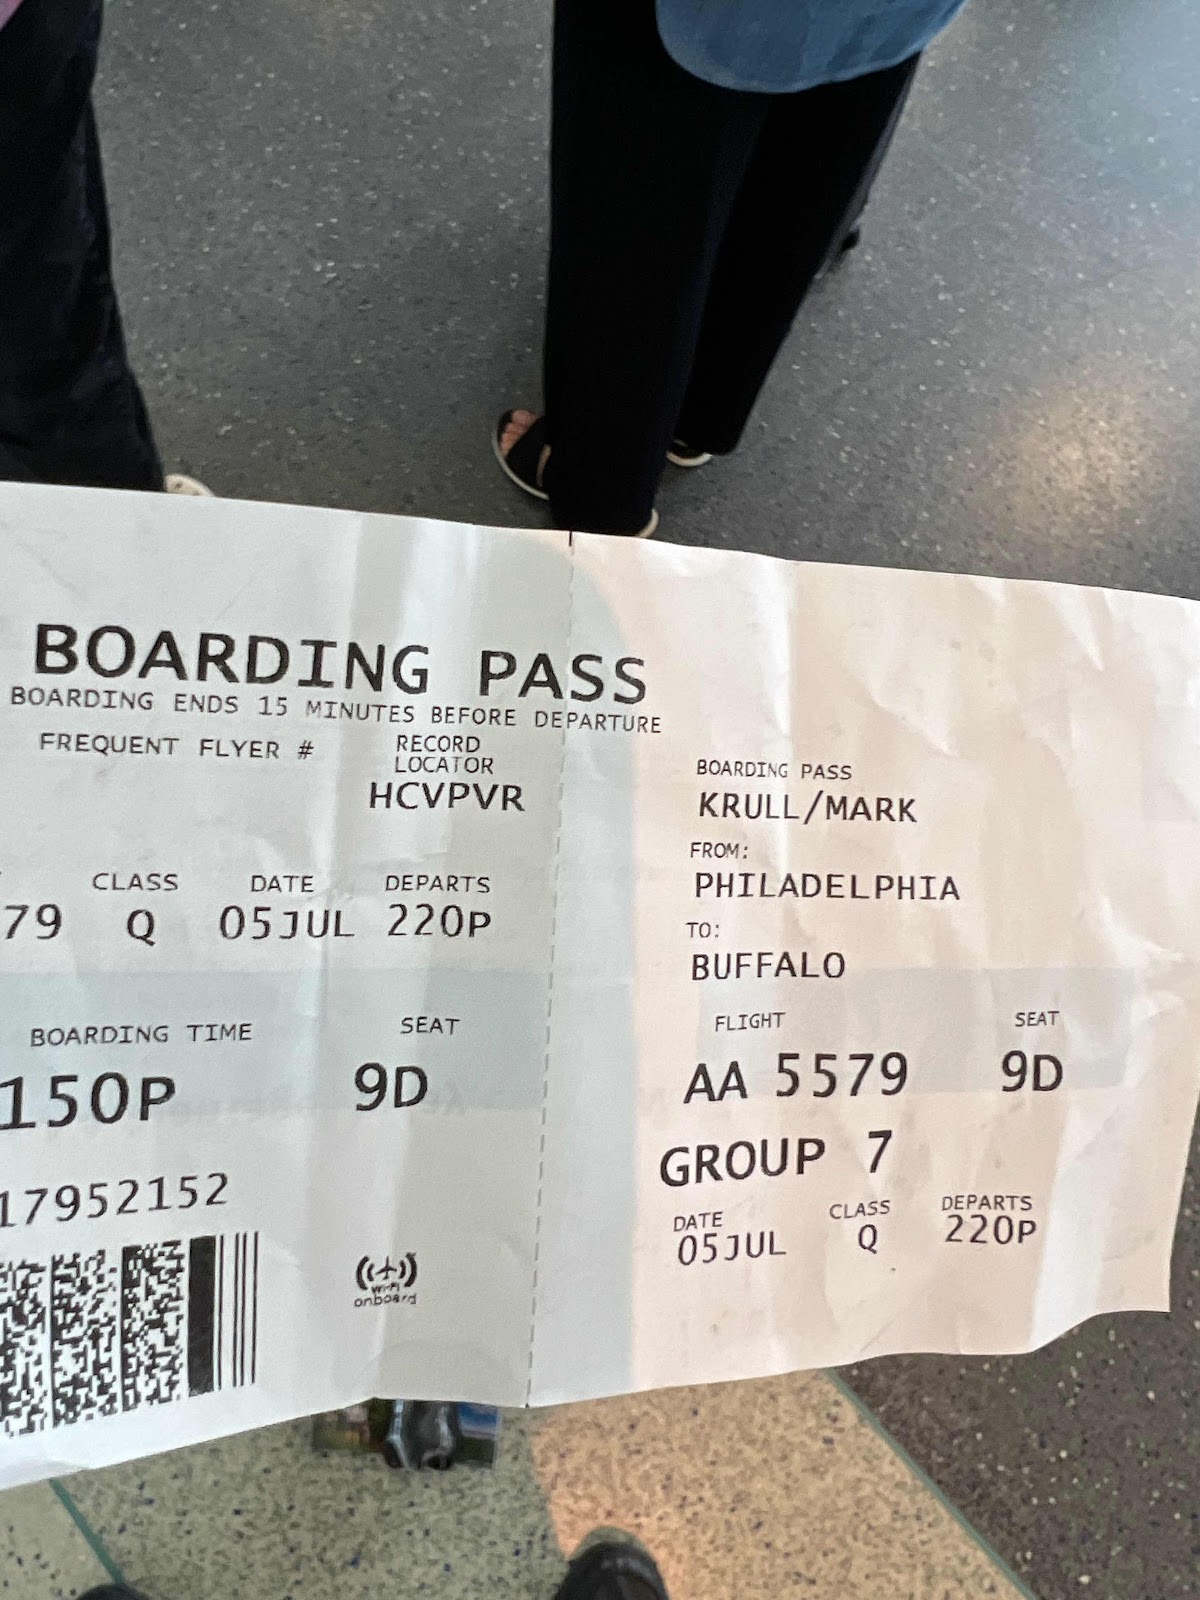 BOARDING PASS
BOARDING ENDS 15 MINUTES BEFORE DEPARTURE
FREQUENT FLYER # RECORD
LOCATOR
HCVPVR
CLASS DATE DEPARTS
79 Q 05JUL 220P
BOARDING TIME SEAT
150P 9D
17952152
Wi-Fi
onboard
BOARDING PASS
KRULL/MARK
FROM:
PHILADELPHIA
TO:
BUFFALO
FLIGHT SEAT
AA 5579 9D
GROUP 7
DATE CLASS DEPARTS
05JUL Q 220P